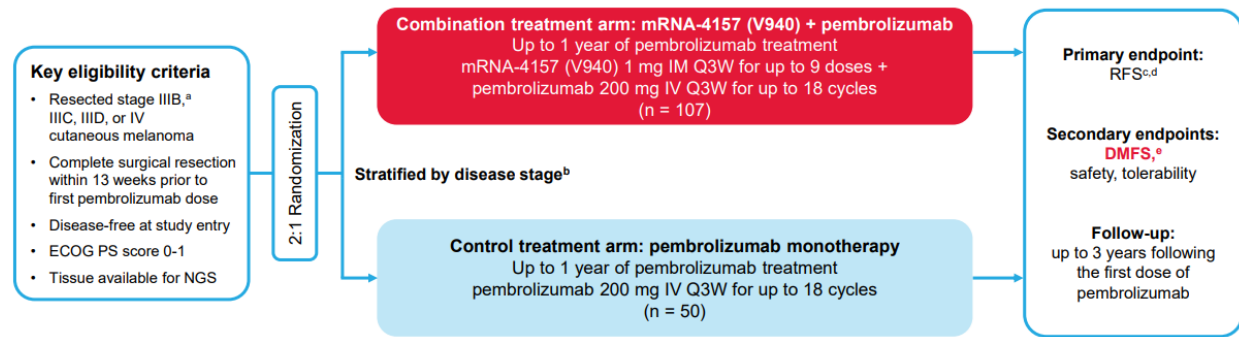 Key eligibility criteria
• Resected stage IIIB,ᵃ
IIIC, IIID, or IV
cutaneous melanoma
• Complete surgical resection
within 13 weeks prior to
first pembrolizumab dose
• Disease-free at study entry
• ECOG PS score 0-1
• Tissue available for NGS
2:1 Randomization
Combination treatment arm: mRNA-4157 (V940) + pembrolizumab
Up to 1 year of pembrolizumab treatment
mRNA-4157 (V940) 1 mg IM Q3W for up to 9 doses +
pembrolizumab 200 mg IV Q3W for up to 18 cycles
(n = 107)
Stratified by disease stageᵇ
Control treatment arm: pembrolizumab monotherapy
Up to 1 year of pembrolizumab treatment
pembrolizumab 200 mg IV Q3W for up to 18 cycles
(n = 50)
Primary endpoint:
RFSᶜ,ᵈ
Secondary endpoints:
DMFS,ᵉ
safety, tolerability
Follow-up:
up to 3 years following
the first dose of
pembrolizumab